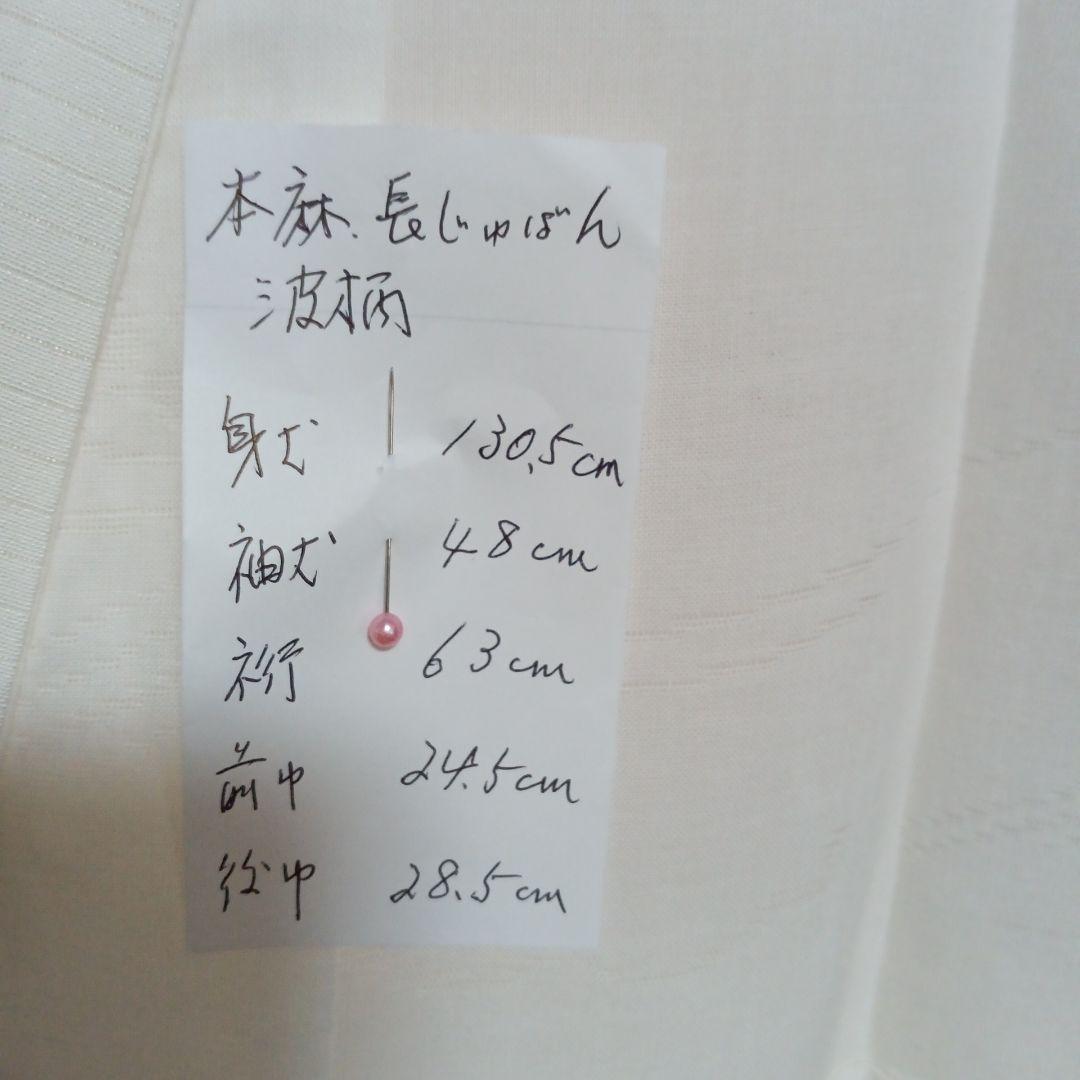 本麻.長じゅばん
波柄
身丈 130.5cm
袖丈 48cm
裄 63cm
前巾 24.5cm
後巾 28.5cm